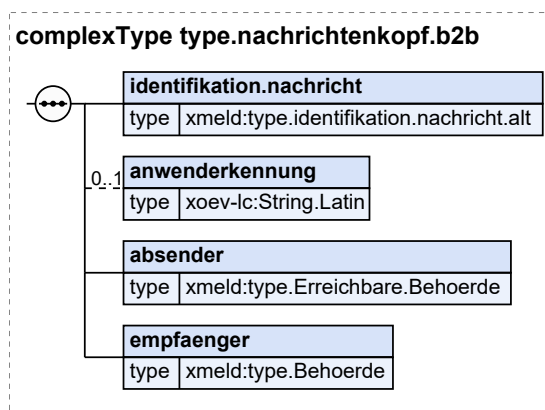 complexType type.nachrichtenkopf.b2b
identifikation.nachricht
type xmeld:type.identifikation.nachricht.alt
0..1
anwenderkennung
type xoev-lc:String.Latin
absender
type xmeld:type.Erreichbare.Behoerde
empfaenger
type xmeld:type.Behoerde